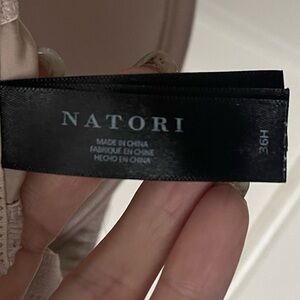 NATORI
MADE IN CHINA
FABRIQUÉ EN CHINE
HECHO EN CHINA
36H